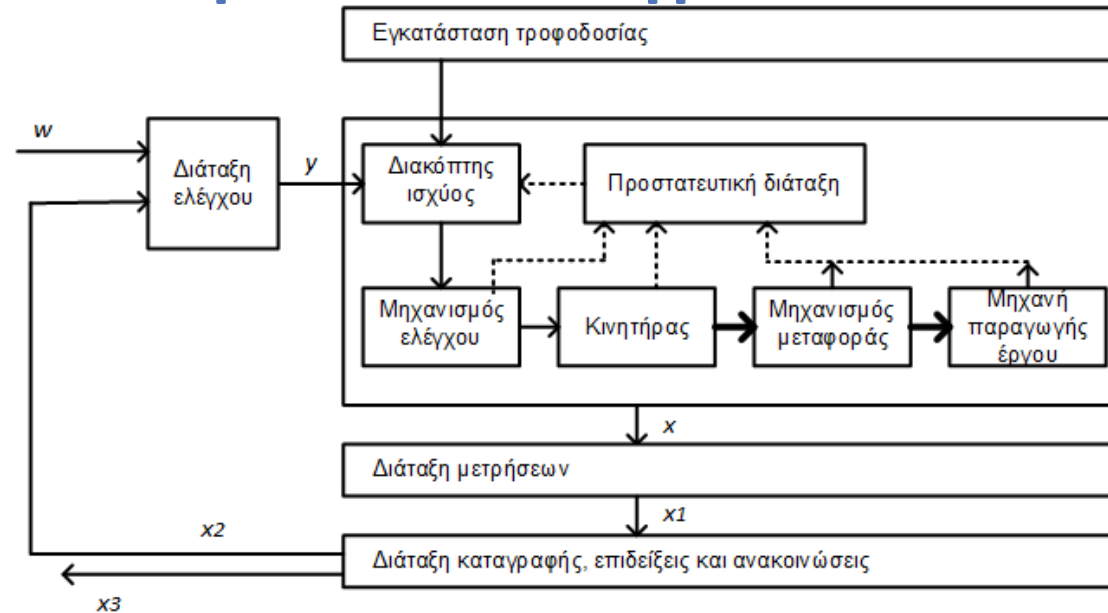 Εγκατάσταση τροφοδοσίας
w
Διάταξη
ελέγχου
y
Διακόπτης
ισχύος
Προστατευτική διάταξη
Μηχανισμός
ελέγχου
Κινητήρας
Μηχανισμός
μεταφοράς
Μηχανή
παραγωγής
έργου
x
Διάταξη μετρήσεων
x1
x2
Διάταξη καταγραφής, επιδείξεις και ανακοινώσεις
x3